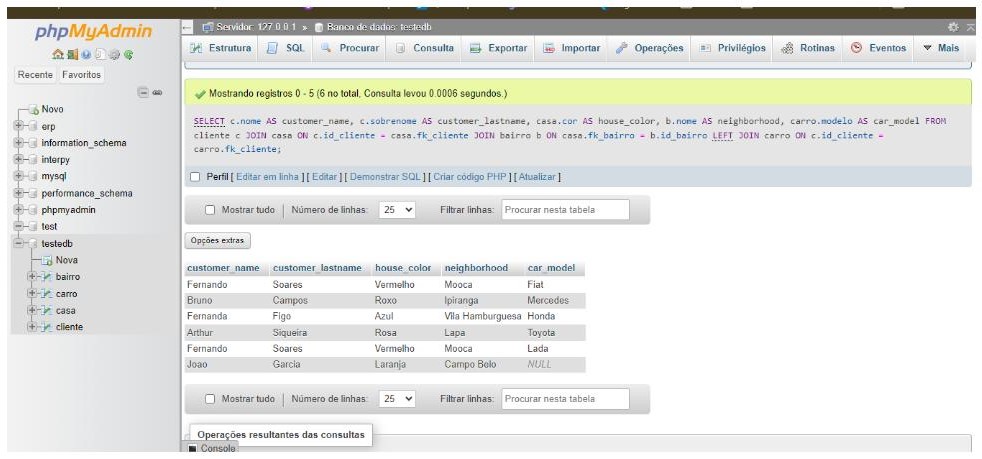 phpMyAdmin
Recente Favoritos
Novo
erp
information_schema
interpy
mysql
performance_schema
phpmyadmin
test
testedb
Nova
bairro
carro
casa
cliente
Servidor: 127.0.0.1 » Banco de dados: testedb
Estrutura SQL Procurar Consulta Exportar Importar Operações Privilégios Rotinas Eventos Mais
Mostrando registros 0 - 5 (6 no total, Consulta levou 0.0006 segundos.)
SELECT c.nome AS customer_name, c.sobrenome AS customer_lastname, casa.cor AS house_color, b.nome AS neighborhood, carro.modelo AS car_model FROM
cliente c JOIN casa ON c.id_cliente = casa.fk_cliente JOIN bairro b ON casa.fk_bairro = b.id_bairro LEFT JOIN carro ON c.id_cliente =
carro.fk_cliente;
Perfil [ Editar em linha ] [ Editar ] [ Demonstrar SQL ] [ Criar código PHP ] [ Atualizar ]
Mostrar tudo | Número de linhas: 25 Filtrar linhas: Procurar nesta tabela
Opções extras
customer_name customer_lastname house_color neighborhood car_model
Fernando Soares Vermelho Mooca Fiat
Bruno Campos Roxo Ipiranga Mercedes
Fernanda Figo Azul Vila Hamburguesa Honda
Arthur Siqueira Rosa Lapa Toyota
Fernando Soares Vermelho Mooca Lada
Joao Garcia Laranja Campo Belo NULL
Mostrar tudo | Número de linhas: 25 Filtrar linhas: Procurar nesta tabela
Operações resultantes das consultas
Console